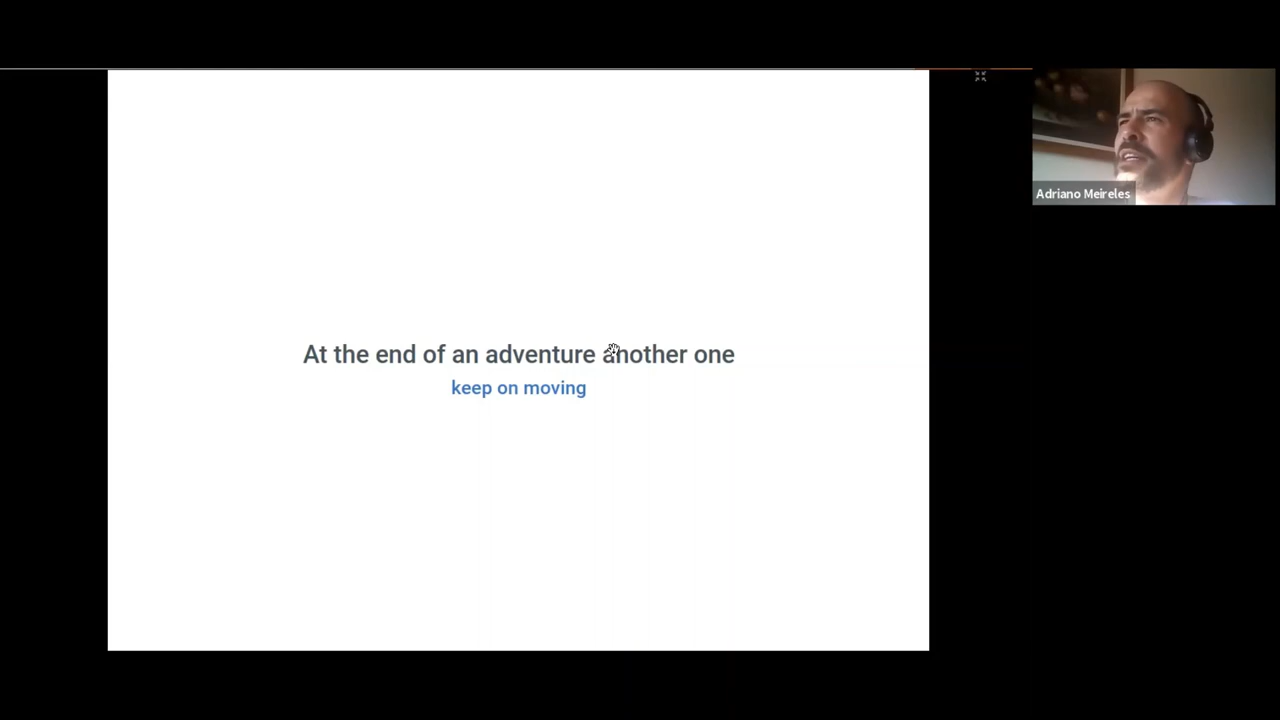 At the end of an adventure another one
keep on moving
Adriano Meireles